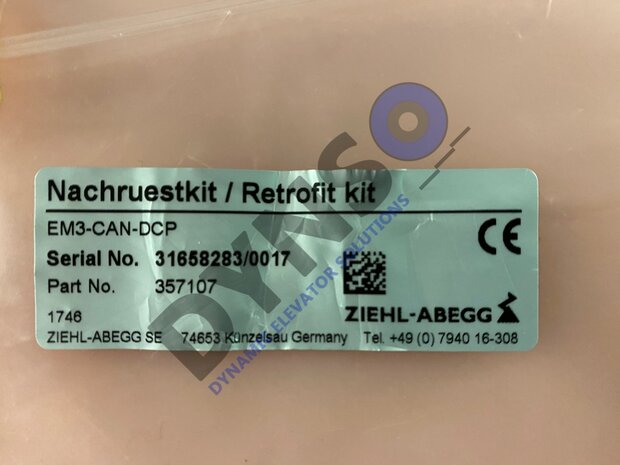 Nachruestkit / Retrofit kit
EM3-CAN-DCP
Serial No. 31658283/0017
Part No. 357107
CE
1746
ZIEHL-ABEGG
ZIEHL-ABEGG SE 74653 Künzelsau Germany Tel. +49 (0) 7940 16-308
DYNSO
DYNAMIC ELEVATOR SOLUTIONS